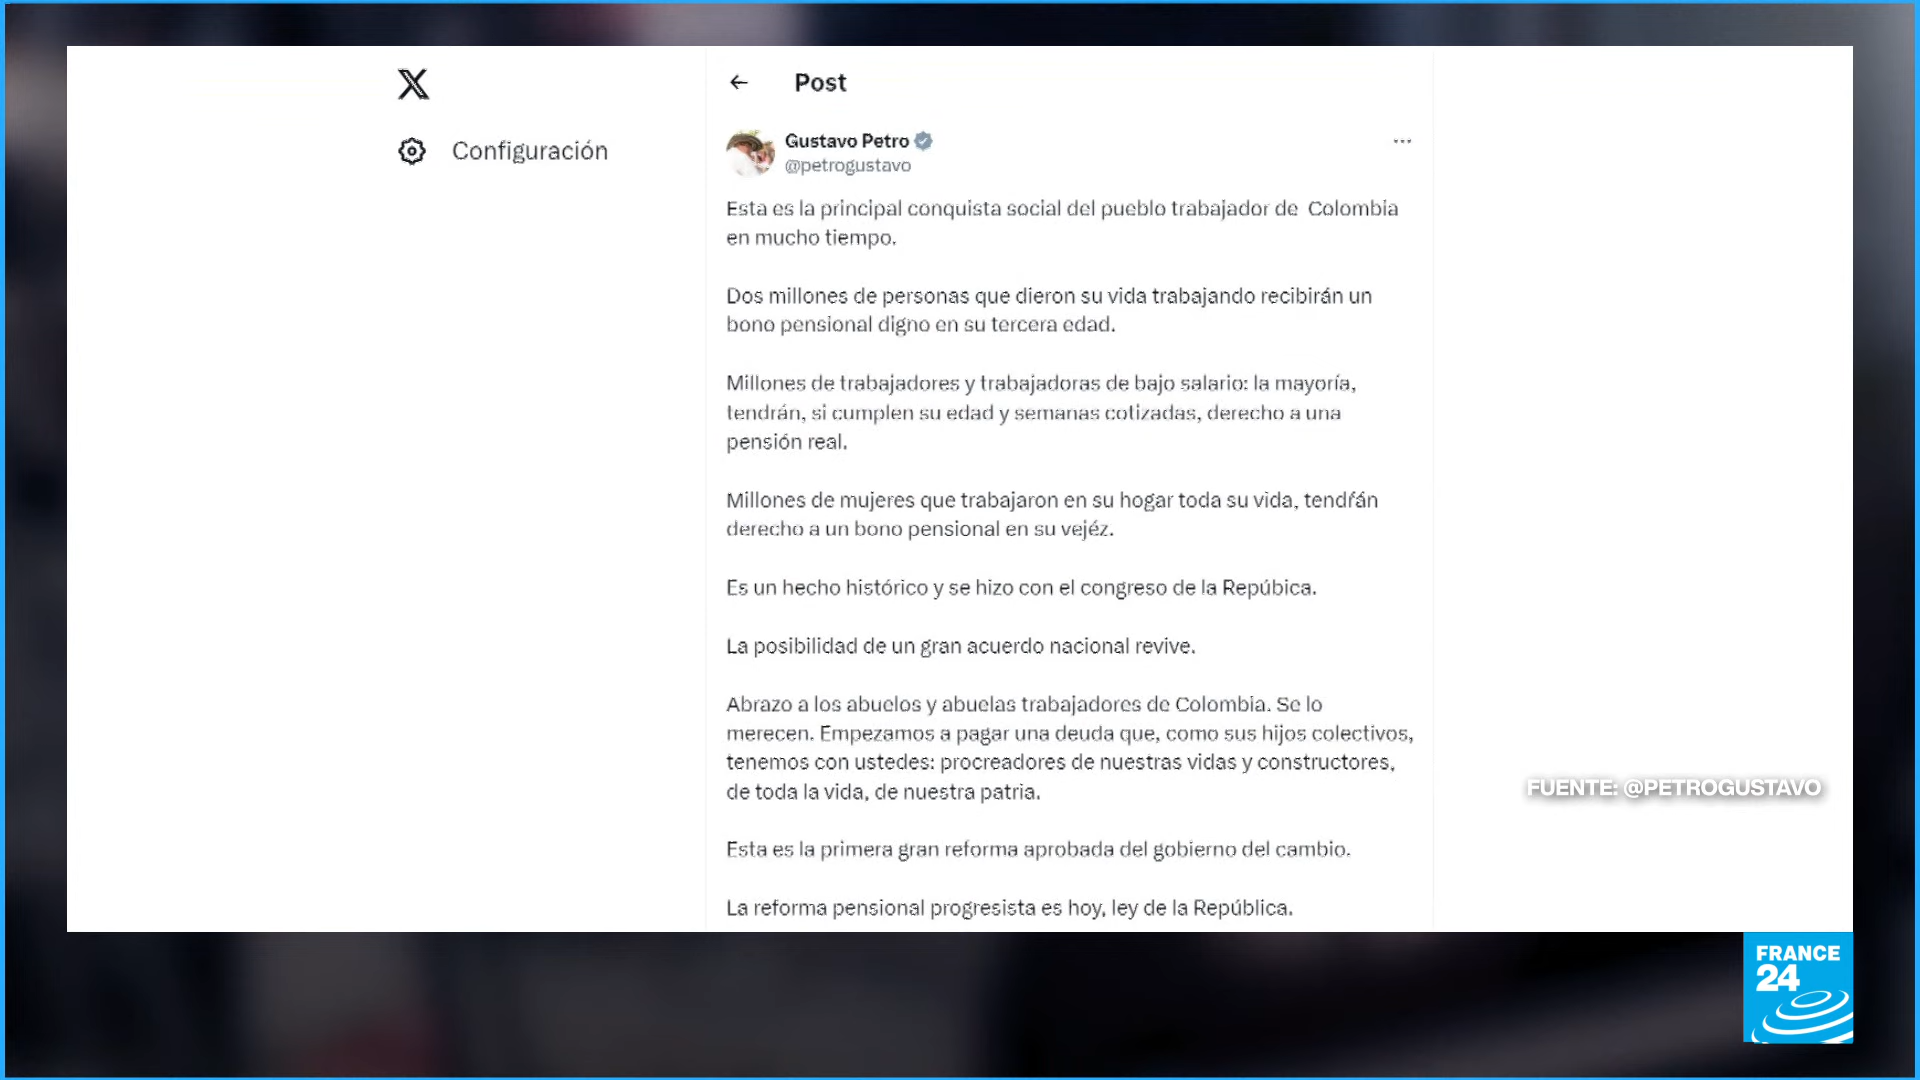 X
Post
Configuración
Gustavo Petro
@petrogustavo
Esta es la principal conquista social del pueblo trabajador de Colombia
en mucho tiempo.
Dos millones de personas que dieron su vida trabajando recibirán un
bono pensional digno en su tercera edad.
Millones de trabajadores y trabajadoras de bajo salario: la mayoría,
tendrán, si cumplen su edad y semanas cotizadas, derecho a una
pensión real.
Millones de mujeres que trabajaron en su hogar toda su vida, tendŕán
derecho a un bono pensional en su vejéz.
Es un hecho histórico y se hizo con el congreso de la Repúbica.
La posibilidad de un gran acuerdo nacional revive.
Abrazo a los abuelos y abuelas trabajadores de Colombia. Se lo
merecen. Empezamos a pagar una deuda que, como sus hijos colectivos,
tenemos con ustedes: procreadores de nuestras vidas y constructores,
de toda la vida, de nuestra patria.
Esta es la primera gran reforma aprobada del gobierno del cambio.
La reforma pensional progresista es hoy, ley de la República.
FUENTE: @PETROGUSTAVO
FRANCE
24